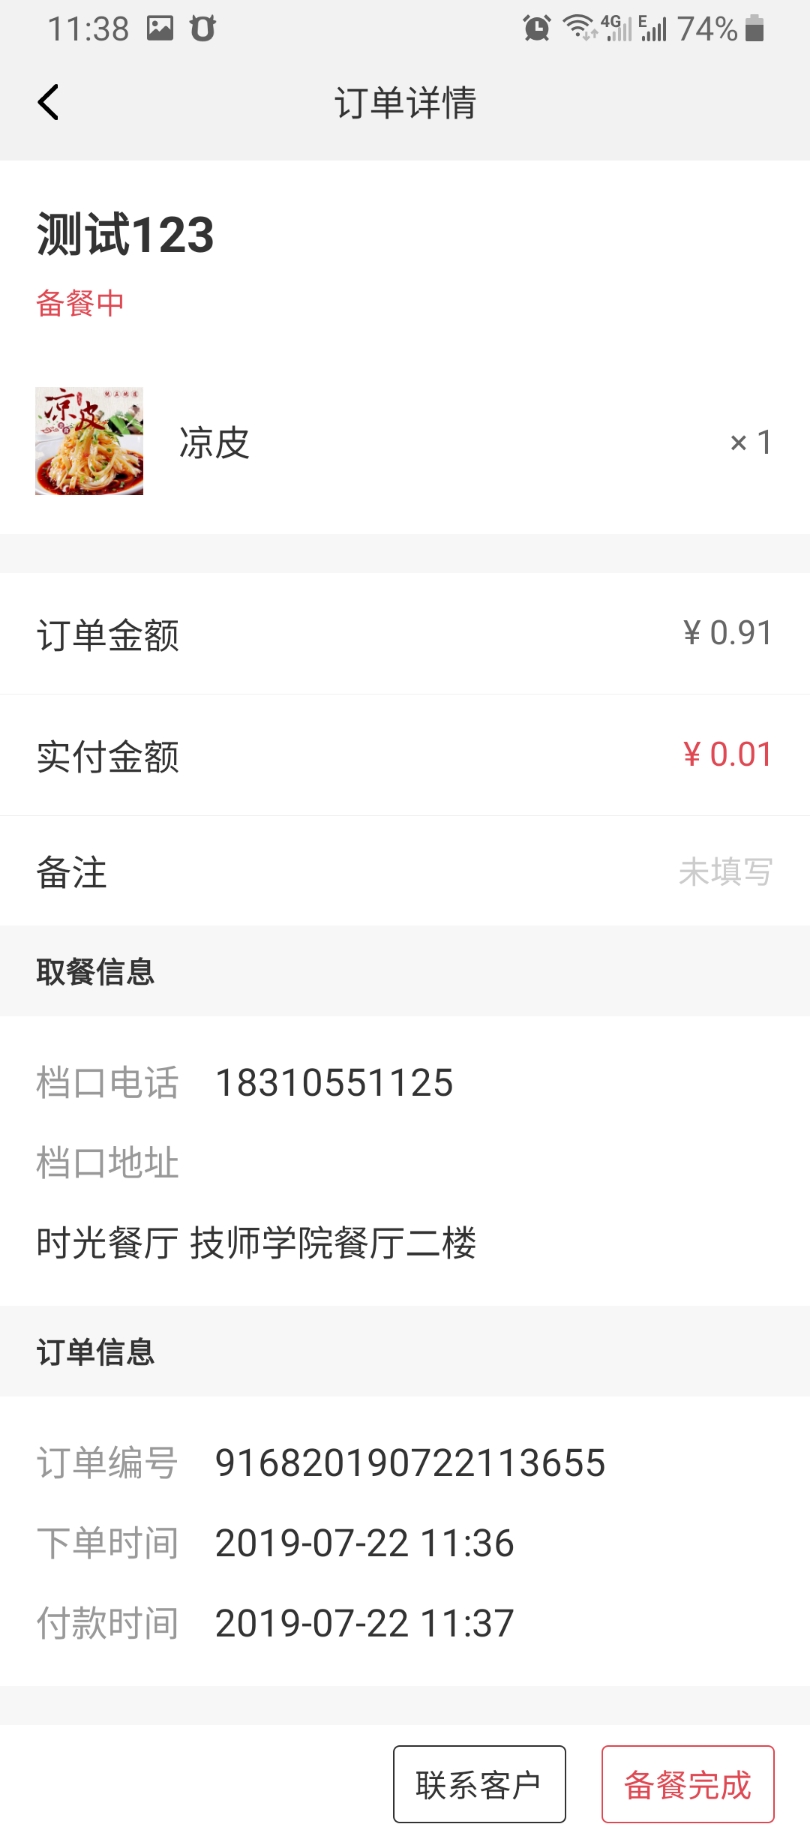 11:38 4G E 74%
订单详情
测试123
备餐中
凉皮
凉皮 × 1
订单金额 ¥ 0.91
实付金额 ¥ 0.01
备注 未填写
取餐信息
档口电话 18310551125
档口地址
时光餐厅 技师学院餐厅二楼
订单信息
订单编号 916820190722113655
下单时间 2019-07-22 11:36
付款时间 2019-07-22 11:37
联系客户 备餐完成